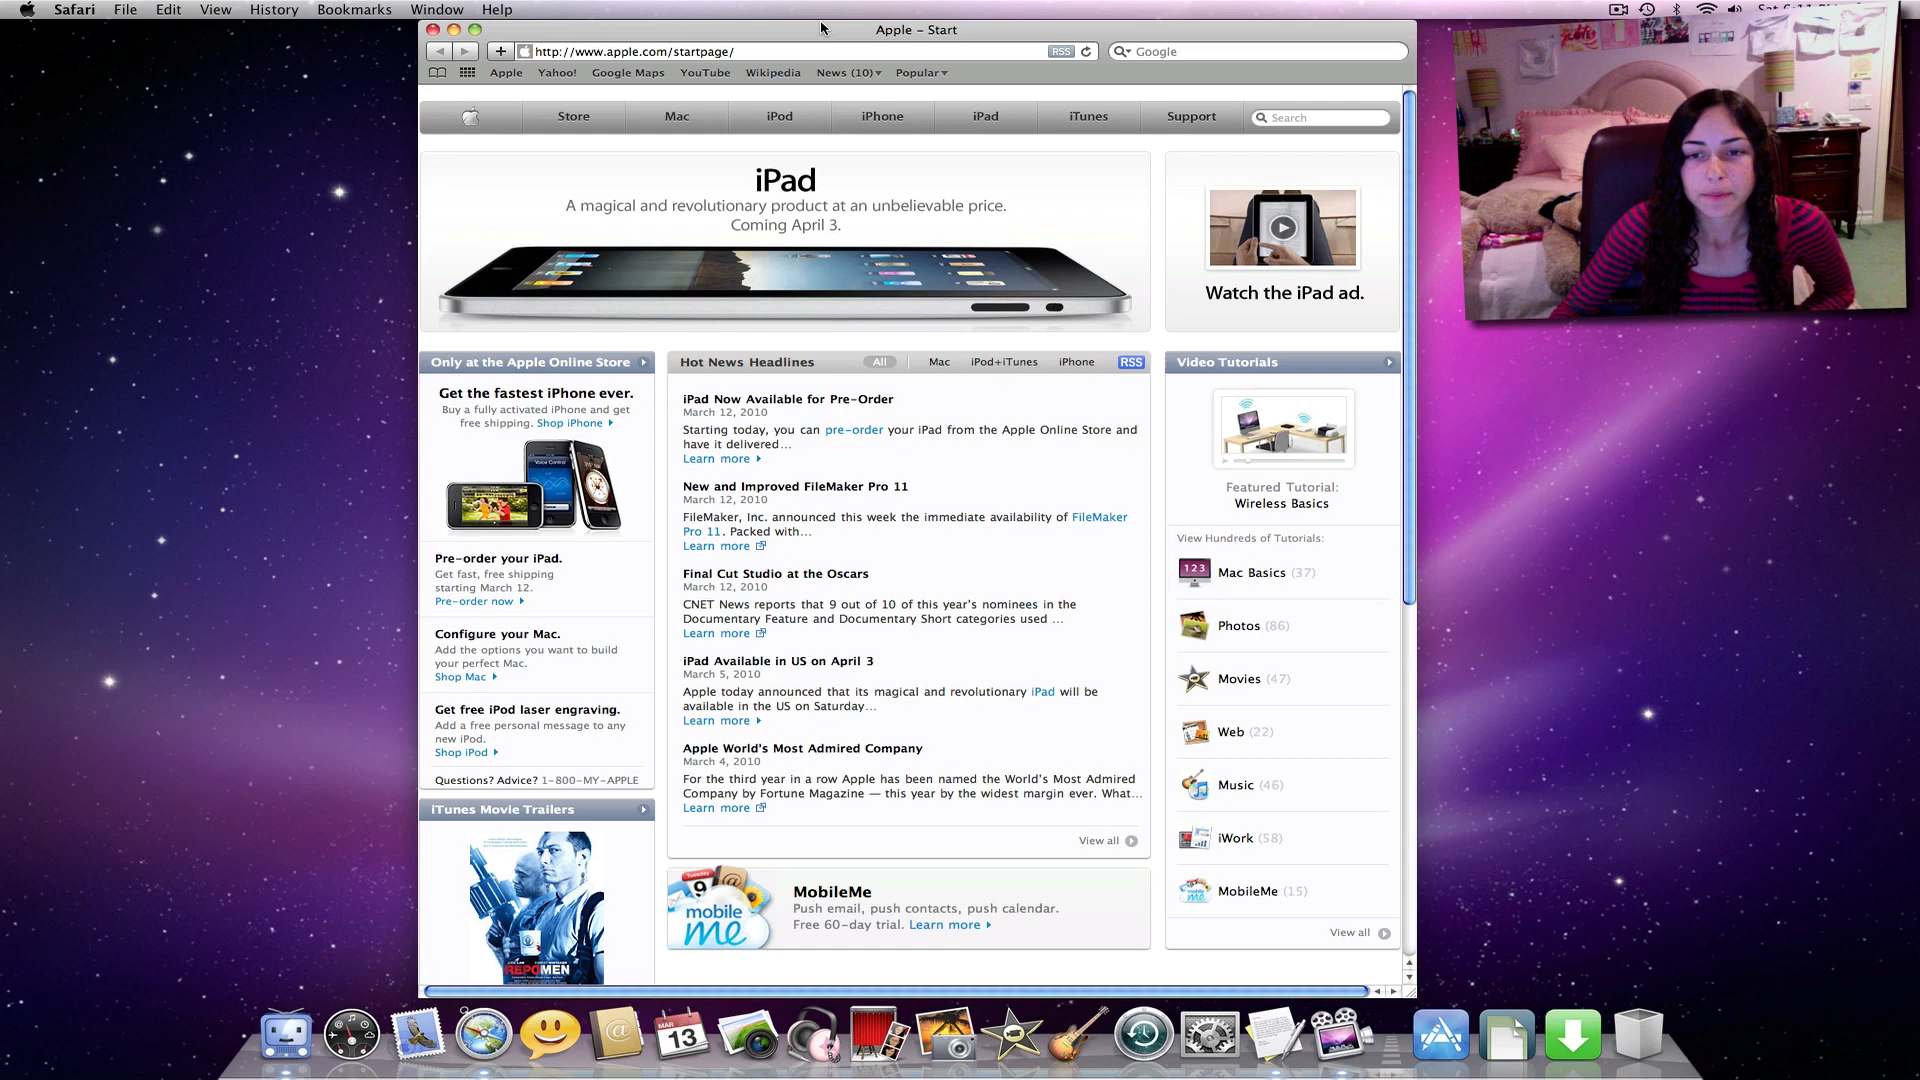 Safari File Edit View History Bookmarks Window Help
Apple – Start
http://www.apple.com/startpage/ RSS Google
Apple Yahoo! Google Maps YouTube Wikipedia News (10) Popular
Store Mac iPod iPhone iPad iTunes Support Search
iPad
A magical and revolutionary product at an unbelievable price.
Coming April 3.
Watch the iPad ad.
Only at the Apple Online Store
Get the fastest iPhone ever.
Buy a fully activated iPhone and get
free shipping. Shop iPhone
Voice Control
Pre-order your iPad.
Get fast, free shipping
starting March 12.
Pre-order now
Configure your Mac.
Add the options you want to build
your perfect Mac.
Shop Mac
Get free iPod laser engraving.
Add a free personal message to any
new iPod.
Shop iPod
Questions? Advice? 1-800-MY-APPLE
iTunes Movie Trailers
REPOMEN
Hot News Headlines All Mac iPod+iTunes iPhone RSS
iPad Now Available for Pre-Order
March 12, 2010
Starting today, you can pre-order your iPad from the Apple Online Store and
have it delivered...
Learn more
New and Improved FileMaker Pro 11
March 12, 2010
FileMaker, Inc. announced this week the immediate availability of FileMaker
Pro 11. Packed with...
Learn more
Final Cut Studio at the Oscars
March 12, 2010
CNET News reports that 9 out of 10 of this year's nominees in the
Documentary Feature and Documentary Short categories used ...
Learn more
iPad Available in US on April 3
March 5, 2010
Apple today announced that its magical and revolutionary iPad will be
available in the US on Saturday...
Learn more
Apple World's Most Admired Company
March 4, 2010
For the third year in a row Apple has been named the World's Most Admired
Company by Fortune Magazine — this year by the widest margin ever. What...
Learn more
View all
Tuesday
9
mobile
me
MobileMe
Push email, push contacts, push calendar.
Free 60-day trial. Learn more
Video Tutorials
Featured Tutorial:
Wireless Basics
View Hundreds of Tutorials:
123
Mac Basics (37)
Photos (86)
Movies (47)
Web (22)
Music (46)
iWork (58)
MobileMe (15)
View all
MAR
13